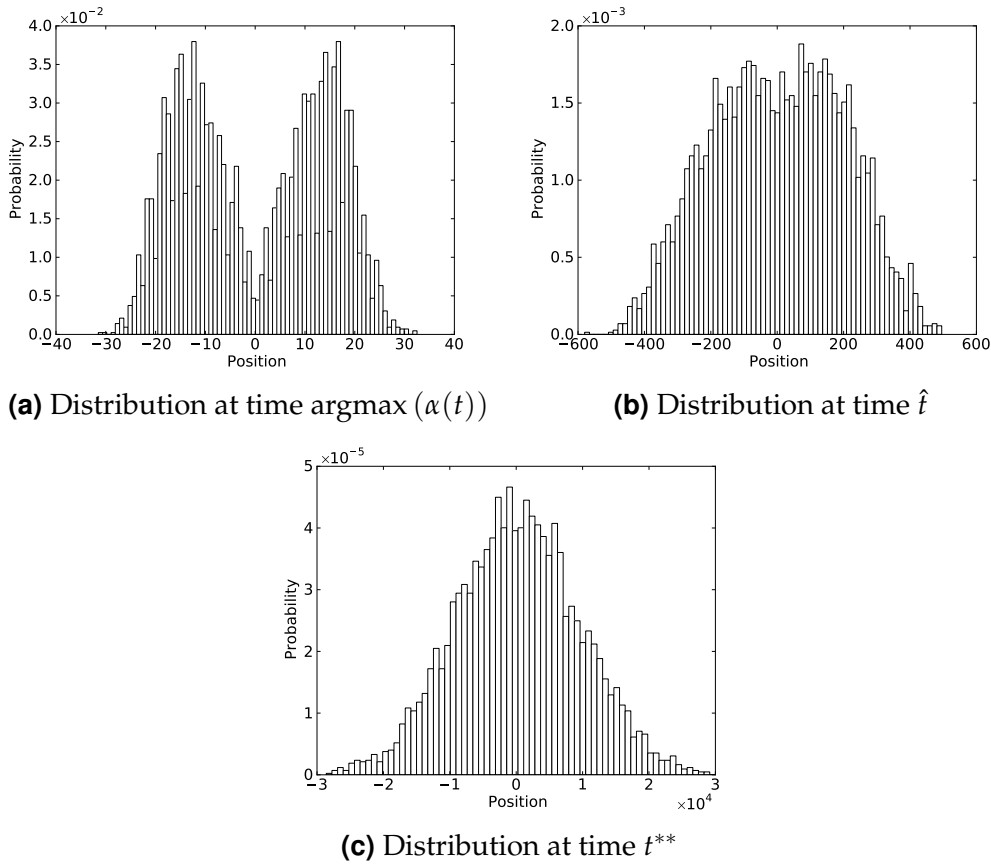 ×10⁻²
4.0
3.5
3.0
2.5
2.0
1.5
1.0
0.5
0.0
Probability
−40 −30 −20 −10 0 10 20 30 40
Position
(a) Distribution at time argmax (α(t))
×10⁻³
2.0
1.5
1.0
0.5
0.0
Probability
−600 −400 −200 0 200 400 600
Position
(b) Distribution at time t̂
×10⁻⁵
5
4
3
2
1
0
Probability
−3 −2 −1 0 1 2 3
Position
×10⁴
(c) Distribution at time t**